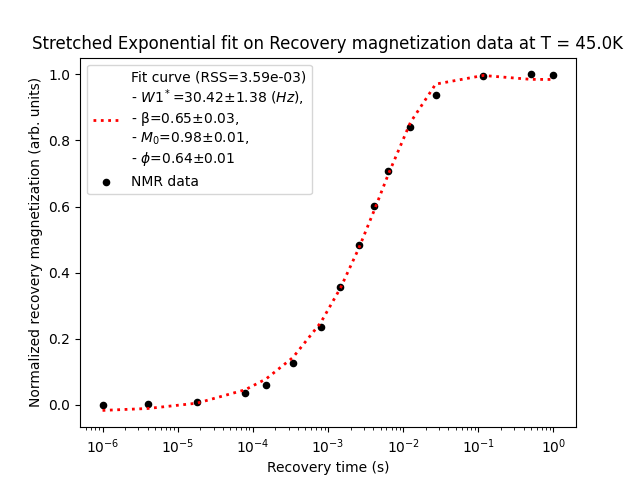 Stretched Exponential fit on Recovery magnetization data at T = 45.0K
Fit curve (RSS=3.59e-03)
- W1* =30.42±1.38 (Hz),
- β=0.65±0.03,
- M₀=0.98±0.01,
- ϕ=0.64±0.01
NMR data
Normalized recovery magnetization (arb. units)
1.0
0.8
0.6
0.4
0.2
0.0
10⁻⁶ 10⁻⁵ 10⁻⁴ 10⁻³ 10⁻² 10⁻¹ 10⁰
Recovery time (s)